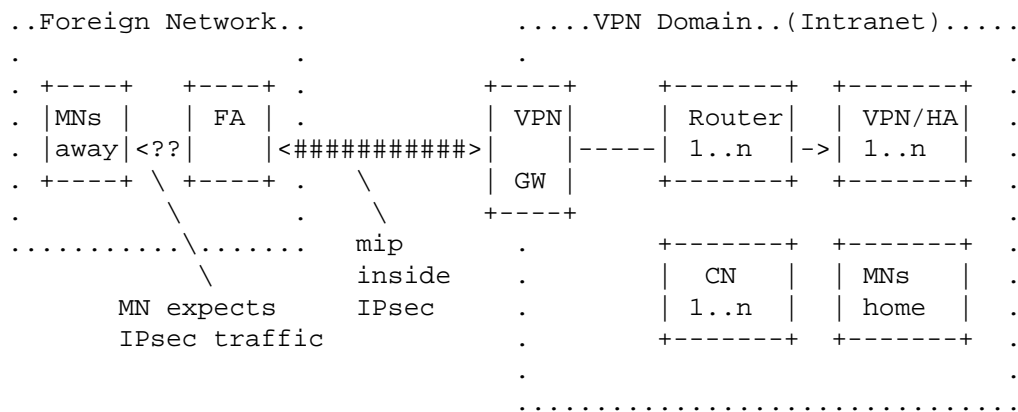 ..Foreign Network..             .....VPN Domain..(Intranet).....
.                 .             .                              .
.  +----+    +----+ .           +----+     +-------+  +-------+  .
.  |MNs |    | FA | .           | VPN|     | Router|  | VPN/HA|  .
.  |away|<??|    |<###########>|    |-----| 1..n  |->| 1..n  |  .
.  +----+ \  +----+ .   \       | GW |     +-------+  +-------+  .
.          \        .    \      +----+                           .
............\.......    mip        .       +-------+  +-------+  .
             \          inside     .       | CN    |  | MNs   |  .
        MN expects      IPsec      .       | 1..n  |  | home  |  .
        IPsec traffic              .       +-------+  +-------+  .
                                   .                             .
                                   ................................